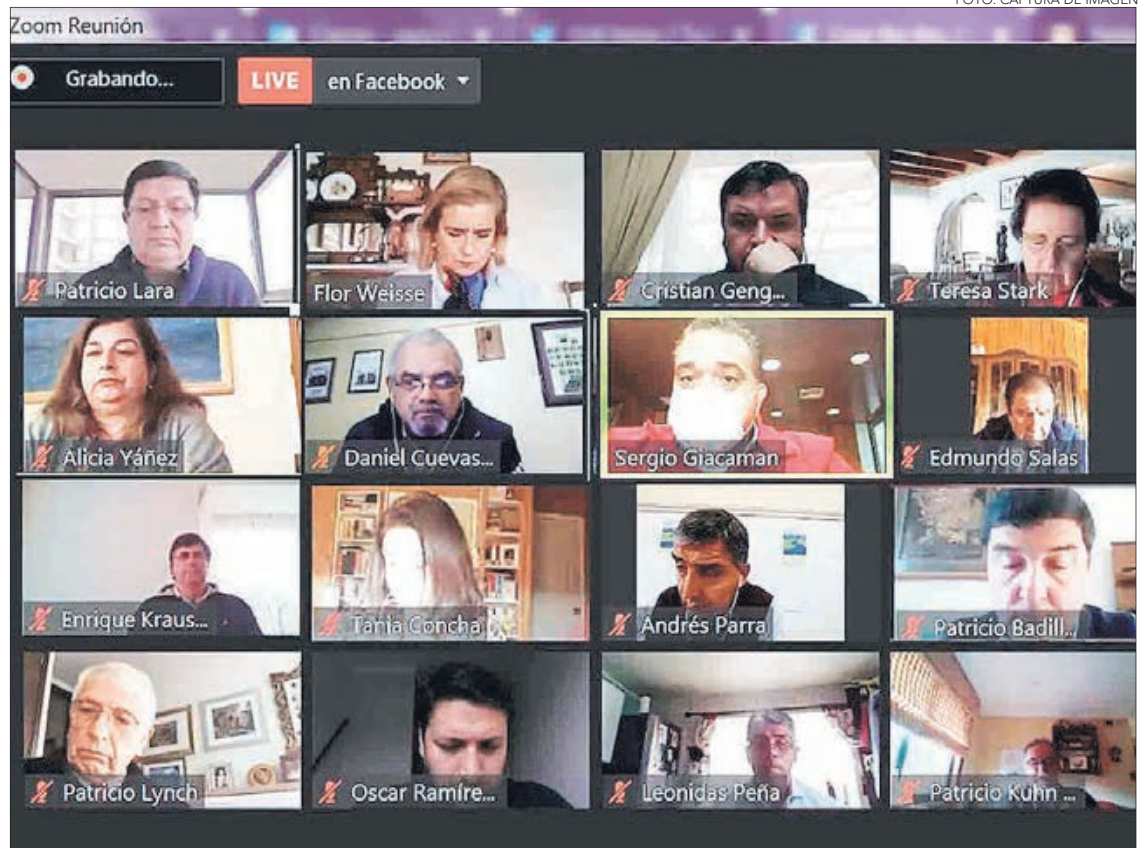 FOTO: CAPTURA DE IMAGEN
Zoom Reunión
Grabando...
LIVE en Facebook
Patricio Lara
Flor Weisse
Cristian Geng...
Teresa Stark
Alicia Yáñez
Daniel Cuevas...
Sergio Giacaman
Edmundo Salas
Enrique Kraus...
Tania Concha
Andrés Parra
Patricio Badill...
Patricio Lynch
Oscar Ramíre...
Leonidas Peña
Patricio Kuhn ...